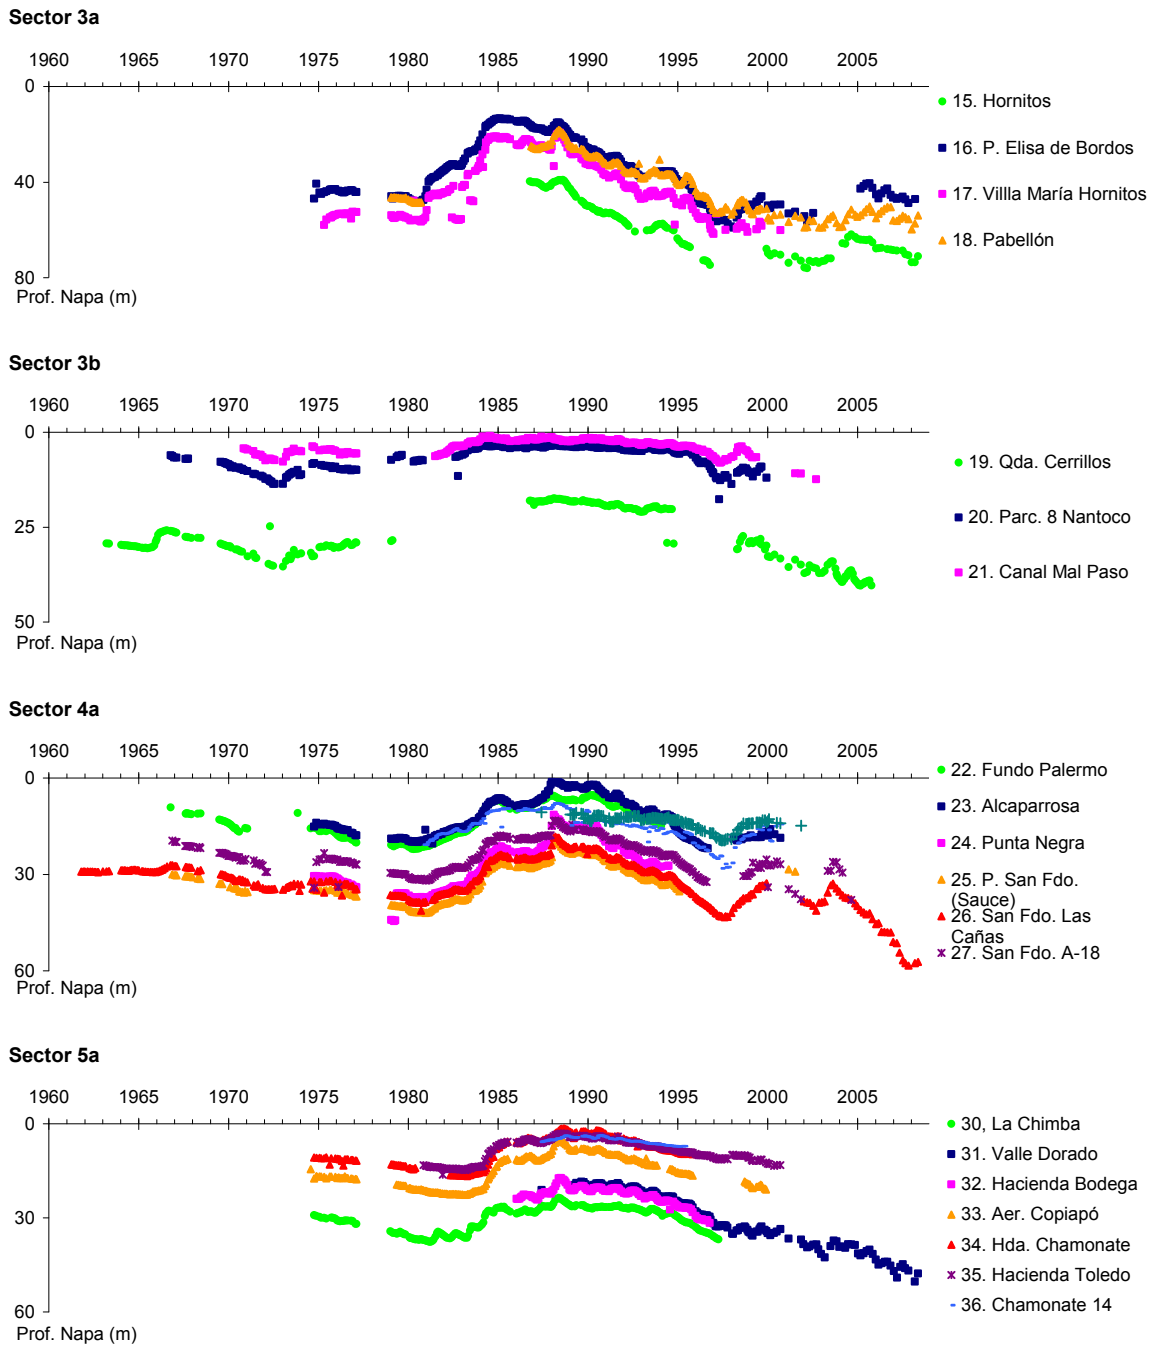 Sector 3a
1960 1965 1970 1975 1980 1985 1990 1995 2000 2005
0
40
80
Prof. Napa (m)
15. Hornitos
16. P. Elisa de Bordos
17. Villla María Hornitos
18. Pabellón
Sector 3b
1960 1965 1970 1975 1980 1985 1990 1995 2000 2005
0
25
50
Prof. Napa (m)
19. Qda. Cerrillos
20. Parc. 8 Nantoco
21. Canal Mal Paso
Sector 4a
1960 1965 1970 1975 1980 1985 1990 1995 2000 2005
0
30
60
Prof. Napa (m)
22. Fundo Palermo
23. Alcaparrosa
24. Punta Negra
25. P. San Fdo.
(Sauce)
26. San Fdo. Las
Cañas
27. San Fdo. A-18
Sector 5a
1960 1965 1970 1975 1980 1985 1990 1995 2000 2005
0
30
60
Prof. Napa (m)
30, La Chimba
31. Valle Dorado
32. Hacienda Bodega
33. Aer. Copiapó
34. Hda. Chamonate
35. Hacienda Toledo
36. Chamonate 14